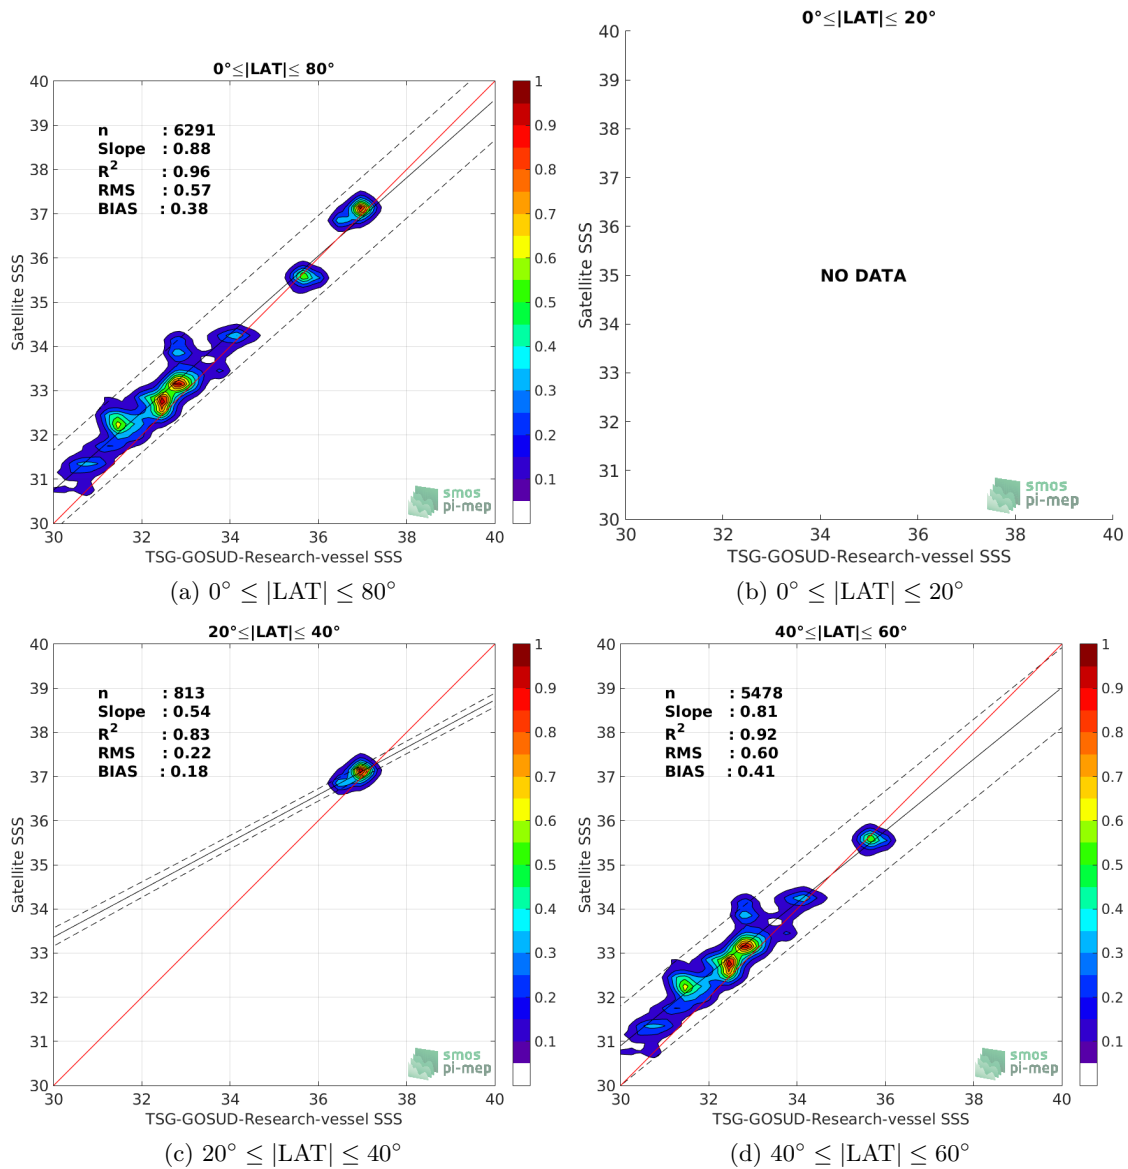 0°≤|LAT|≤ 80°
n : 6291
Slope : 0.88
R² : 0.96
RMS : 0.57
BIAS : 0.38
40
39
38
37
36
35
34
33
32
31
30
30 32 34 36 38 40
Satellite SSS
TSG-GOSUD-Research-vessel SSS
1
0.9
0.8
0.7
0.6
0.5
0.4
0.3
0.2
0.1
smos
pi-mep
(a) 0° ≤ |LAT| ≤ 80°
0°≤|LAT|≤ 20°
40
39
38
37
36
35
34
33
32
31
30
30 32 34 36 38 40
Satellite SSS
NO DATA
TSG-GOSUD-Research-vessel SSS
smos
pi-mep
(b) 0° ≤ |LAT| ≤ 20°
20°≤|LAT|≤ 40°
n : 813
Slope : 0.54
R² : 0.83
RMS : 0.22
BIAS : 0.18
40
39
38
37
36
35
34
33
32
31
30
30 32 34 36 38 40
Satellite SSS
TSG-GOSUD-Research-vessel SSS
1
0.9
0.8
0.7
0.6
0.5
0.4
0.3
0.2
0.1
smos
pi-mep
(c) 20° ≤ |LAT| ≤ 40°
40°≤|LAT|≤ 60°
n : 5478
Slope : 0.81
R² : 0.92
RMS : 0.60
BIAS : 0.41
40
39
38
37
36
35
34
33
32
31
30
30 32 34 36 38 40
Satellite SSS
TSG-GOSUD-Research-vessel SSS
1
0.9
0.8
0.7
0.6
0.5
0.4
0.3
0.2
0.1
smos
pi-mep
(d) 40° ≤ |LAT| ≤ 60°